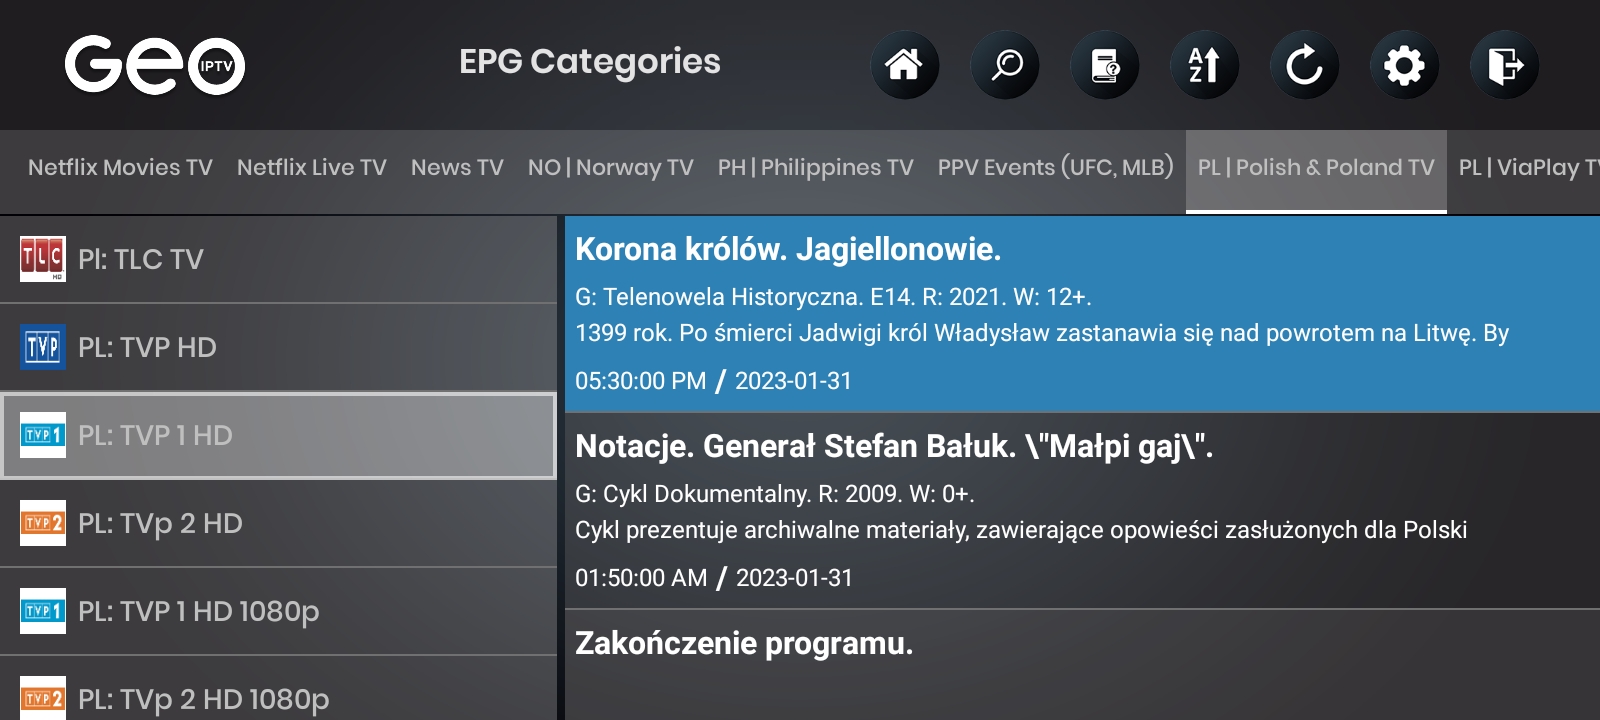 Geo IPTV
EPG Categories
A
Z
Netflix Movies TV Netflix Live TV News TV NO | Norway TV PH | Philippines TV PPV Events (UFC, MLB) PL | Polish & Poland TV PL | ViaPlay TV
TLC HD Pl: TLC TV
TVP PL: TVP HD
TVP 1 PL: TVP 1 HD
TVP 2 PL: TVp 2 HD
TVP 1 PL: TVP 1 HD 1080p
TVP 2 PL: TVp 2 HD 1080p
Korona królów. Jagiellonowie.
G: Telenowela Historyczna. E14. R: 2021. W: 12+.
1399 rok. Po śmierci Jadwigi król Władysław zastanawia się nad powrotem na Litwę. By
05:30:00 PM / 2023-01-31
Notacje. Generał Stefan Bałuk. \"Małpi gaj\".
G: Cykl Dokumentalny. R: 2009. W: 0+.
Cykl prezentuje archiwalne materiały, zawierające opowieści zasłużonych dla Polski
01:50:00 AM / 2023-01-31
Zakończenie programu.